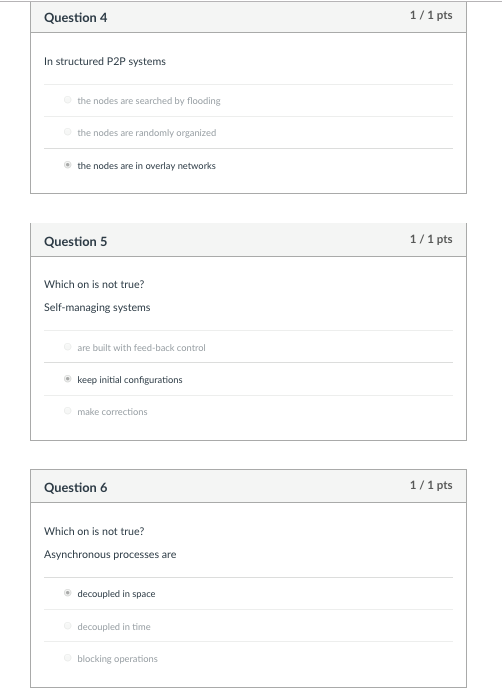 Question 4
1 / 1 pts
In structured P2P systems
the nodes are searched by flooding
the nodes are randomly organized
the nodes are in overlay networks
Question 5
1 / 1 pts
Which on is not true?
Self-managing systems
are built with feed-back control
keep initial configurations
make corrections
Question 6
1 / 1 pts
Which on is not true?
Asynchronous processes are
decoupled in space
decoupled in time
blocking operations